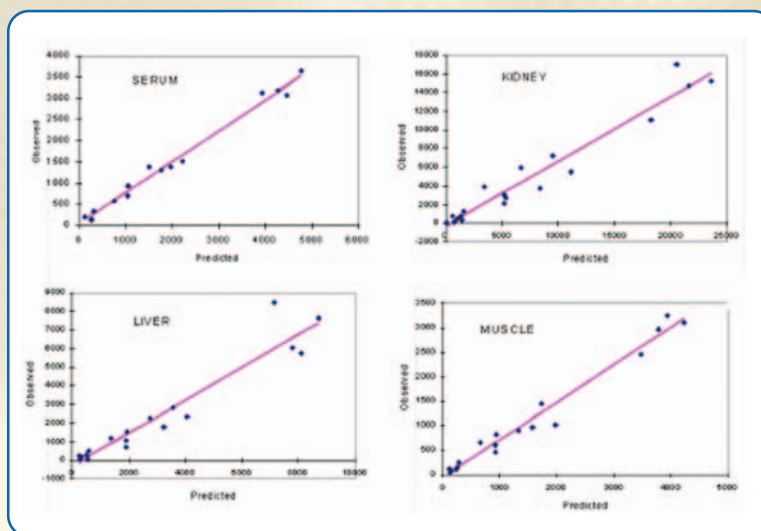 SERUM
Observed
4000
3500
3000
2500
2000
1500
1000
500
0
0 1000 2000 3000 4000 5000 6000
Predicted
KIDNEY
Observed
18000
16000
14000
12000
10000
8000
6000
4000
2000
0
-2000
0 5000 10000 15000 20000 25000
Predicted
LIVER
Observed
9000
8000
7000
6000
5000
4000
3000
2000
1000
0
-1000
0 2000 4000 6000 8000 10000
Predicted
MUSCLE
Observed
3500
3000
2500
2000
1500
1000
500
0
0 1000 2000 3000 4000 5000
Predicted